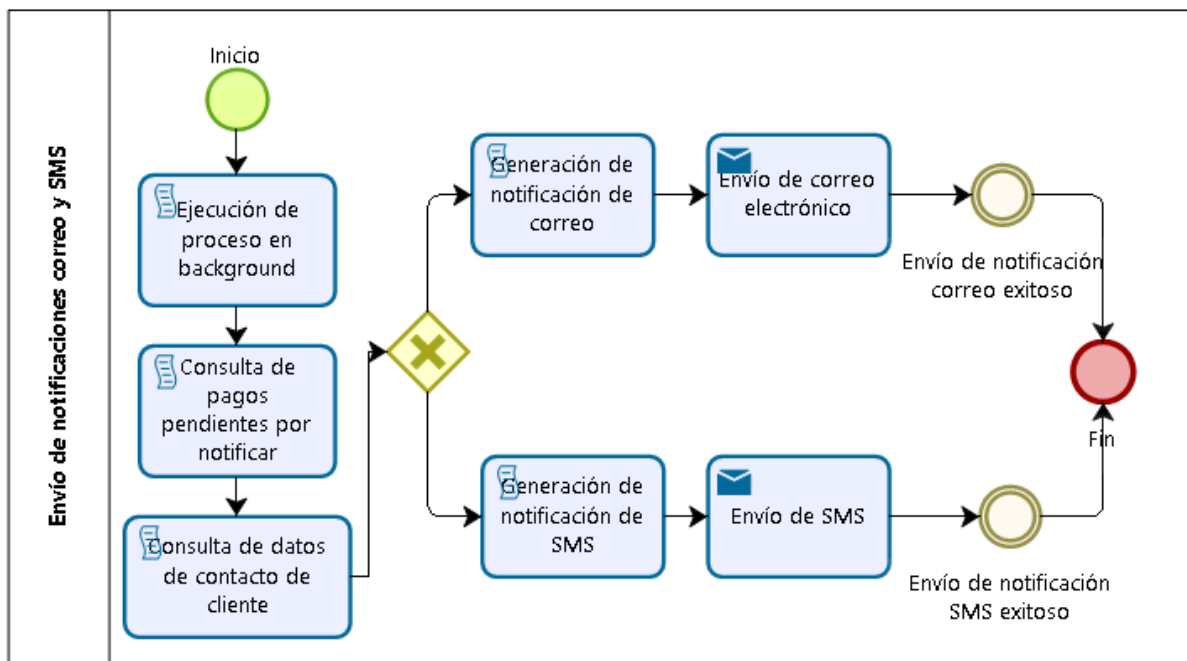 Envío de notificaciones correo y SMS
Inicio
Ejecución de
proceso en
background
Consulta de
pagos
pendientes por
notificar
Consulta de datos
de contacto de
cliente
Generación de
notificación de
correo
Envío de correo
electrónico
Envío de notificación
correo exitoso
Generación de
notificación de
SMS
Envío de SMS
Envío de notificación
SMS exitoso
Fin